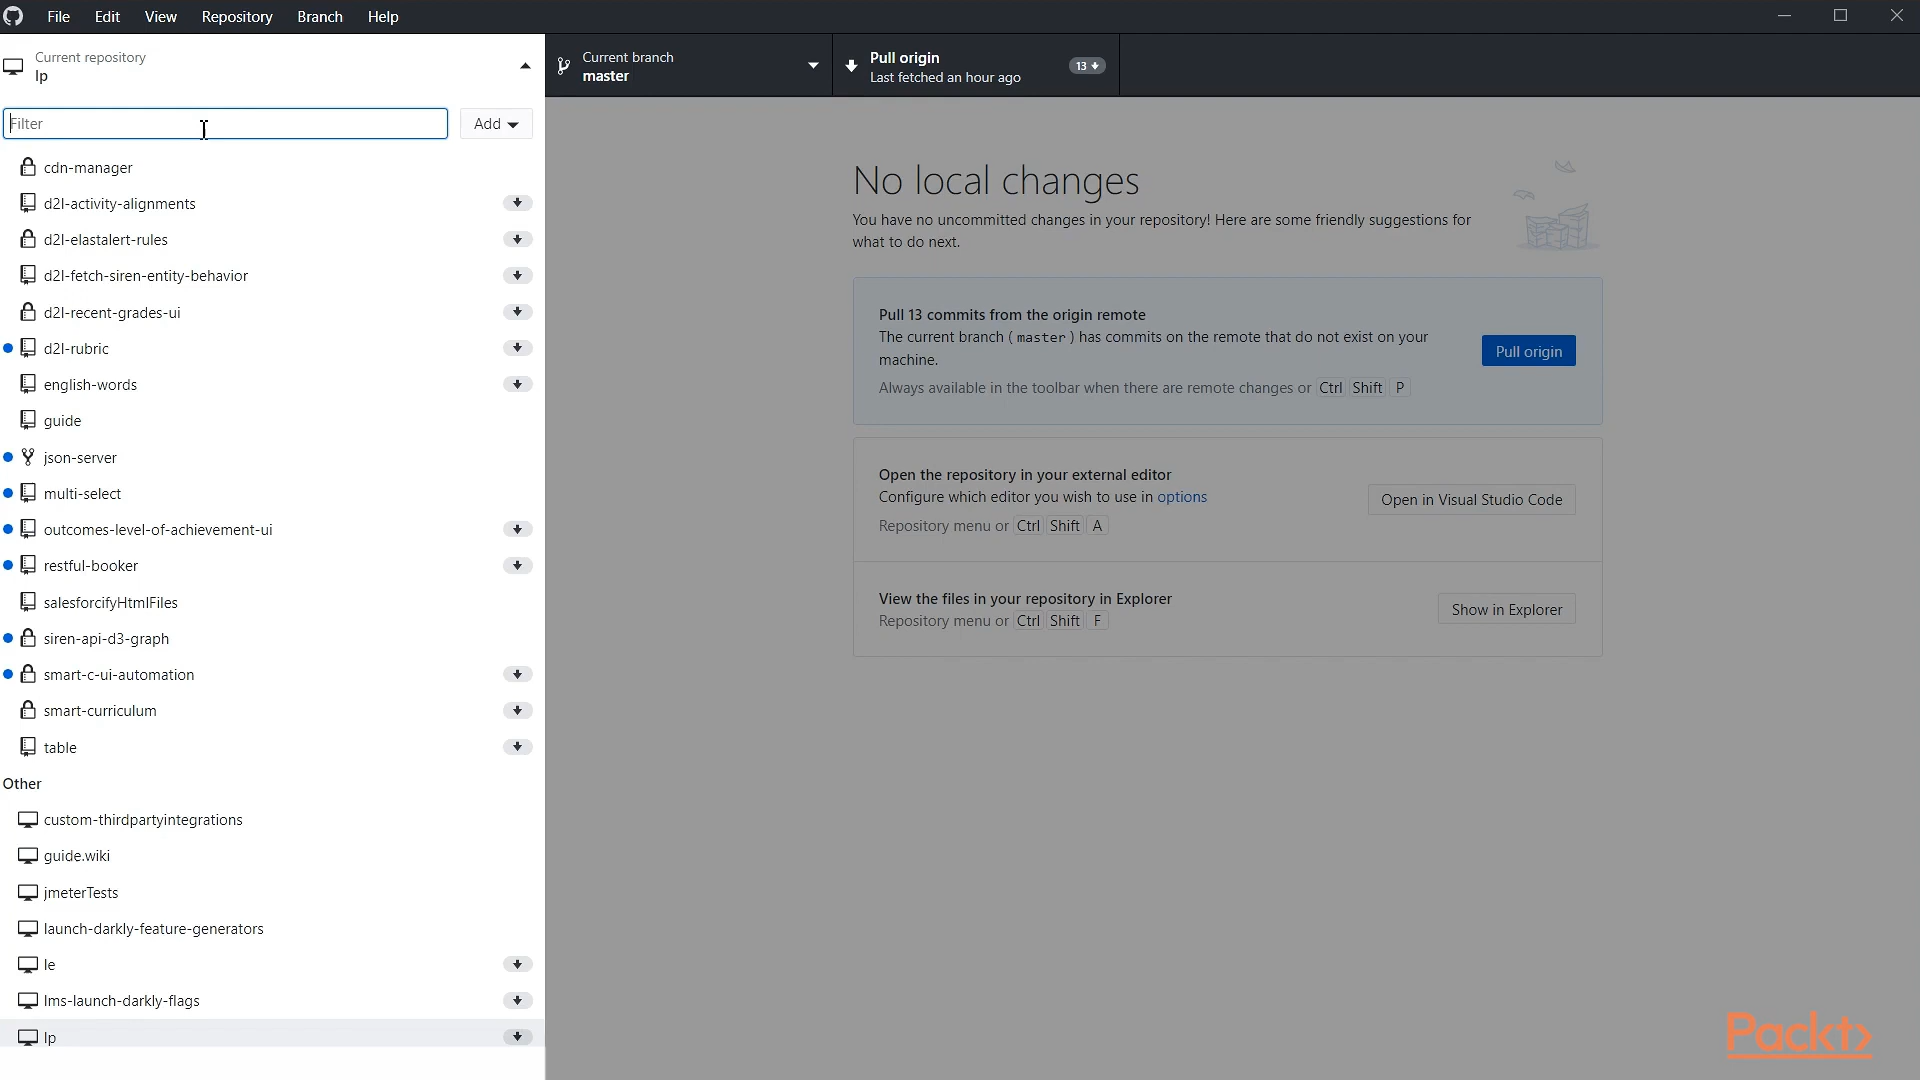 File Edit View Repository Branch Help
Current repository
lp
Current branch
master
Pull origin
Last fetched an hour ago
13
Filter
Add
cdn-manager
d2l-activity-alignments
d2l-elastalert-rules
d2l-fetch-siren-entity-behavior
d2l-recent-grades-ui
d2l-rubric
english-words
guide
json-server
multi-select
outcomes-level-of-achievement-ui
restful-booker
salesforcifyHtmlFiles
siren-api-d3-graph
smart-c-ui-automation
smart-curriculum
table
Other
custom-thirdpartyintegrations
guide.wiki
jmeterTests
launch-darkly-feature-generators
le
lms-launch-darkly-flags
lp
No local changes
You have no uncommitted changes in your repository! Here are some friendly suggestions for
what to do next.
Pull 13 commits from the origin remote
The current branch ( master ) has commits on the remote that do not exist on your
machine.
Always available in the toolbar when there are remote changes or Ctrl Shift P
Pull origin
Open the repository in your external editor
Configure which editor you wish to use in options
Repository menu or Ctrl Shift A
Open in Visual Studio Code
View the files in your repository in Explorer
Repository menu or Ctrl Shift F
Show in Explorer
Packt>